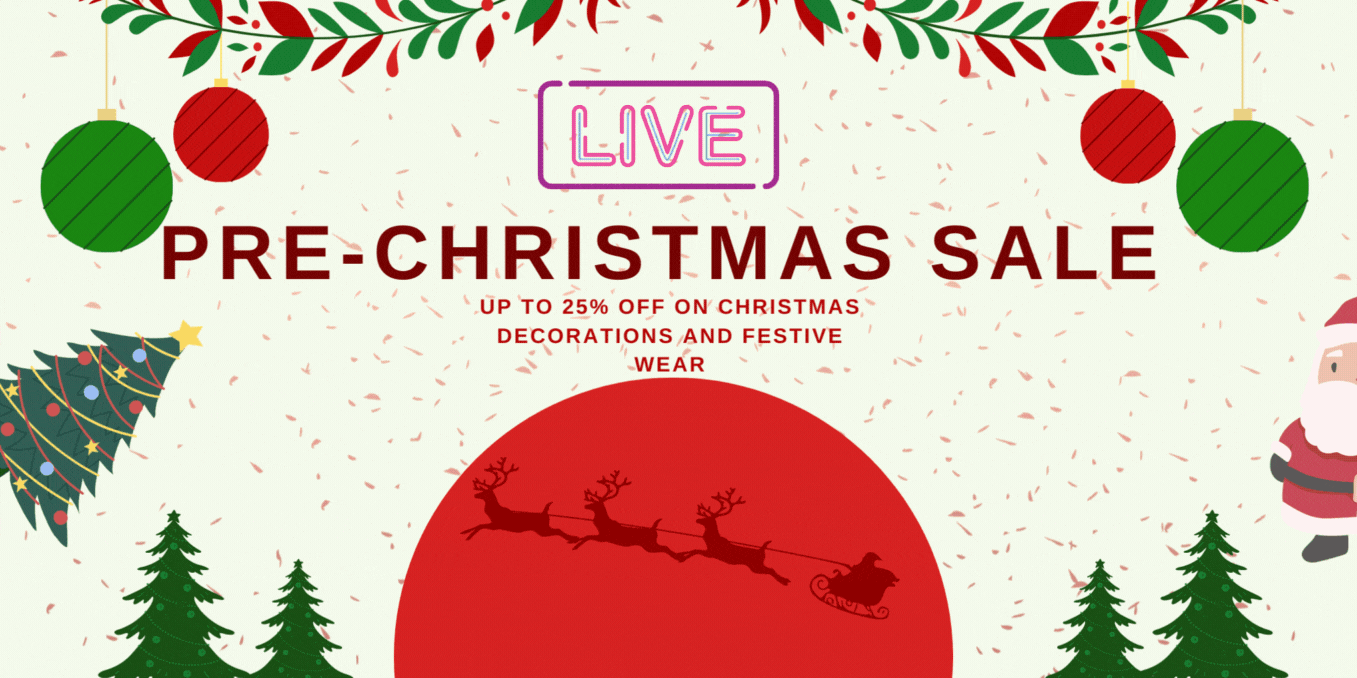 LIVE
PRE-CHRISTMAS SALE
UP TO 25% OFF ON CHRISTMAS
DECORATIONS AND FESTIVE
WEAR